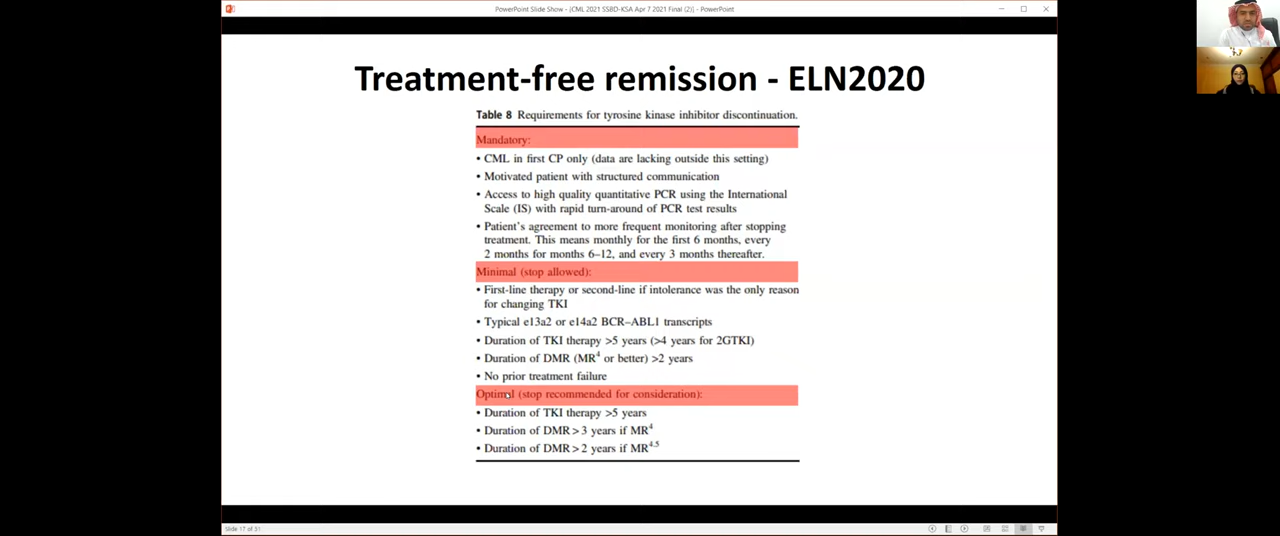 PowerPoint Slide Show - [CML 2021 SSBD-KSA Apr 7 2021 Final (2)] - PowerPoint
Treatment-free remission - ELN2020
Table 8 Requirements for tyrosine kinase inhibitor discontinuation.
Mandatory:
• CML in first CP only (data are lacking outside this setting)
• Motivated patient with structured communication
• Access to high quality quantitative PCR using the International
Scale (IS) with rapid turn-around of PCR test results
• Patient's agreement to more frequent monitoring after stopping
treatment. This means monthly for the first 6 months, every
2 months for months 6–12, and every 3 months thereafter.
Minimal (stop allowed):
• First-line therapy or second-line if intolerance was the only reason
for changing TKI
• Typical e13a2 or e14a2 BCR–ABL1 transcripts
• Duration of TKI therapy >5 years (>4 years for 2GTKI)
• Duration of DMR (MR⁴ or better) >2 years
• No prior treatment failure
Optimal (stop recommended for consideration):
• Duration of TKI therapy >5 years
• Duration of DMR > 3 years if MR⁴
• Duration of DMR > 2 years if MR⁴·⁵
Slide 17 of 31